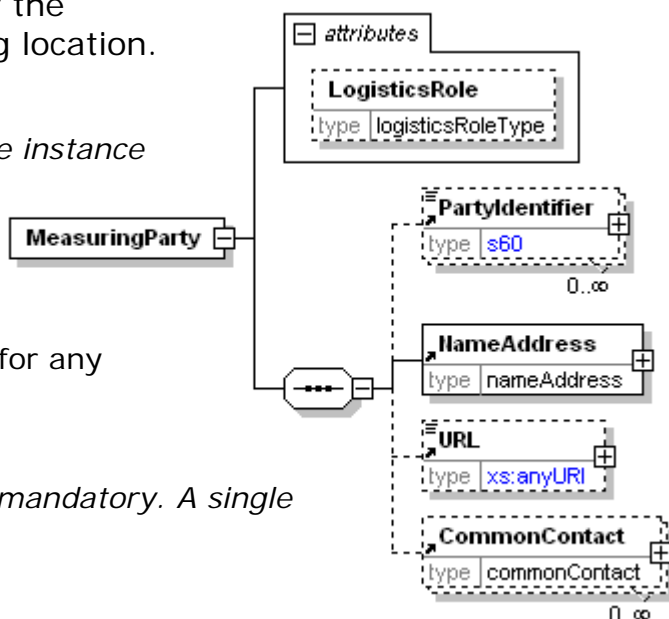 the
g location.
e instance
for any
mandatory. A single
attributes
LogisticsRole
type logisticsRoleType
MeasuringParty
PartyIdentifier
type s60
0..∞
NameAddress
type nameAddress
URL
type xs:anyURI
CommonContact
type commonContact
0..∞